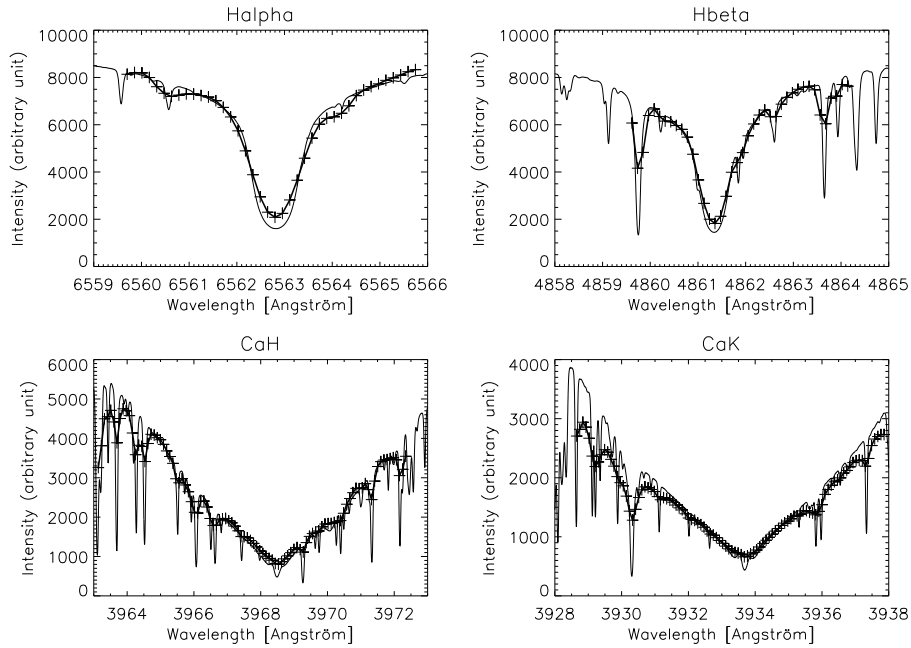 Halpha
Intensity (arbitrary unit)
10000
8000
6000
4000
2000
0
6559 6560 6561 6562 6563 6564 6565 6566
Wavelength [Angström]
Hbeta
Intensity (arbitrary unit)
10000
8000
6000
4000
2000
0
4858 4859 4860 4861 4862 4863 4864 4865
Wavelength [Angström]
CaH
Intensity (arbitrary unit)
6000
5000
4000
3000
2000
1000
0
3964 3966 3968 3970 3972
Wavelength [Angström]
CaK
Intensity (arbitrary unit)
4000
3000
2000
1000
0
3928 3930 3932 3934 3936 3938
Wavelength [Angström]